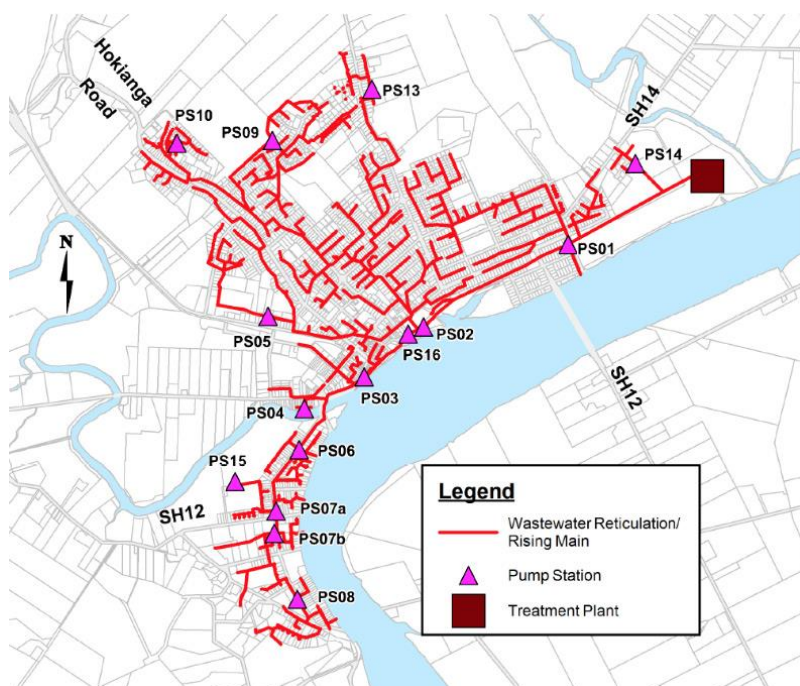 Hokianga
Road
PS10
PS09
PS13
SH14
PS14
N
PS01
PS05
PS02
PS16
SH12
PS03
PS04
PS06
PS15
SH12
PS07a
PS07b
PS08
Legend
Wastewater Reticulation/
Rising Main
Pump Station
Treatment Plant